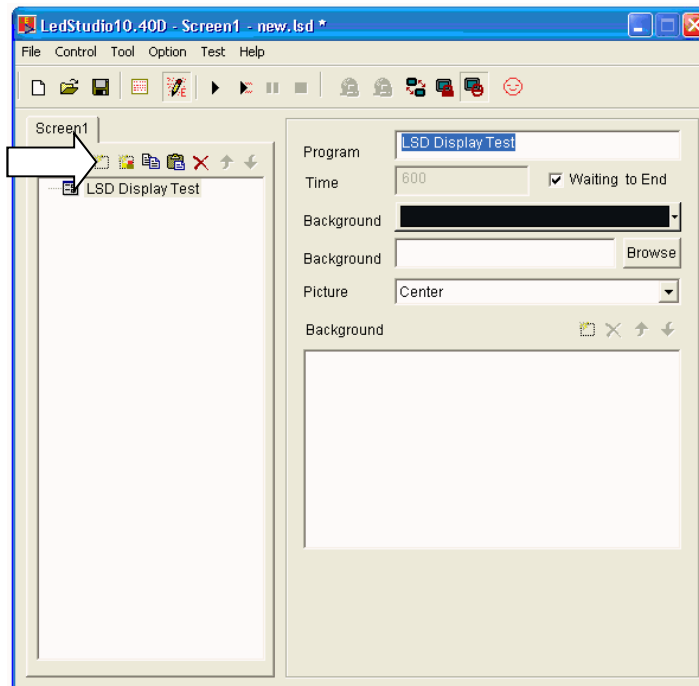 LedStudio10.40D - Screen1 - new.lsd *
File Control Tool Option Test Help
Screen1
LSD Display Test
Program LSD Display Test
Time 600 Waiting to End
Background
Background Browse
Picture Center
Background